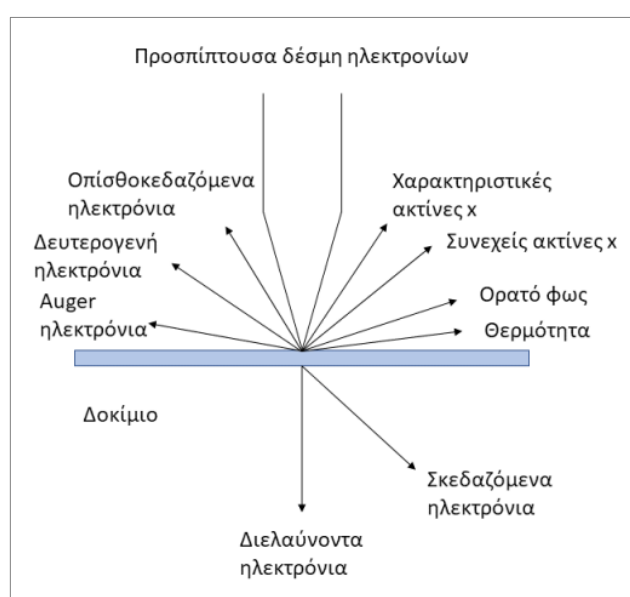 Προσπίπτουσα δέσμη ηλεκτρονίων
Οπίσθοκεδαζόμενα
ηλεκτρόνια
Χαρακτηριστικές
ακτίνες x
Δευτερογενή
ηλεκτρόνια
Συνεχείς ακτίνες x
Auger
ηλεκτρόνια
Ορατό φως
Θερμότητα
Δοκίμιο
Σκεδαζόμενα
ηλεκτρόνια
Διελαύνοντα
ηλεκτρόνια